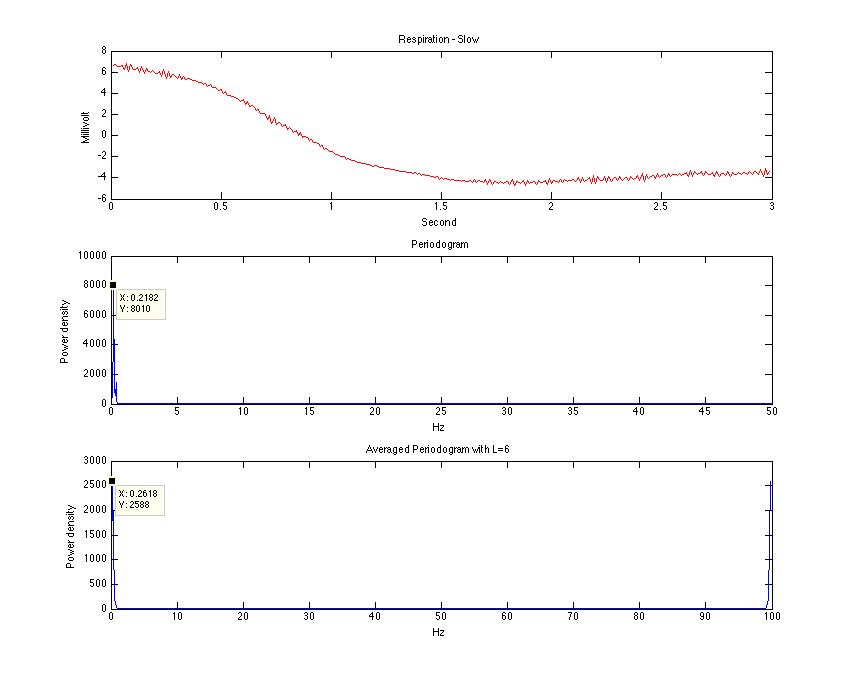 Respiration - Slow
8
6
4
2
0
-2
-4
-6
Millivolt
0 0.5 1 1.5 2 2.5 3
Second
Periodogram
10000
8000
6000
4000
2000
0
Power density
X: 0.2182
Y: 8010
0 5 10 15 20 25 30 35 40 45 50
Hz
Averaged Periodogram with L=6
3000
2500
2000
1500
1000
500
0
Power density
X: 0.2618
Y: 2588
0 10 20 30 40 50 60 70 80 90 100
Hz